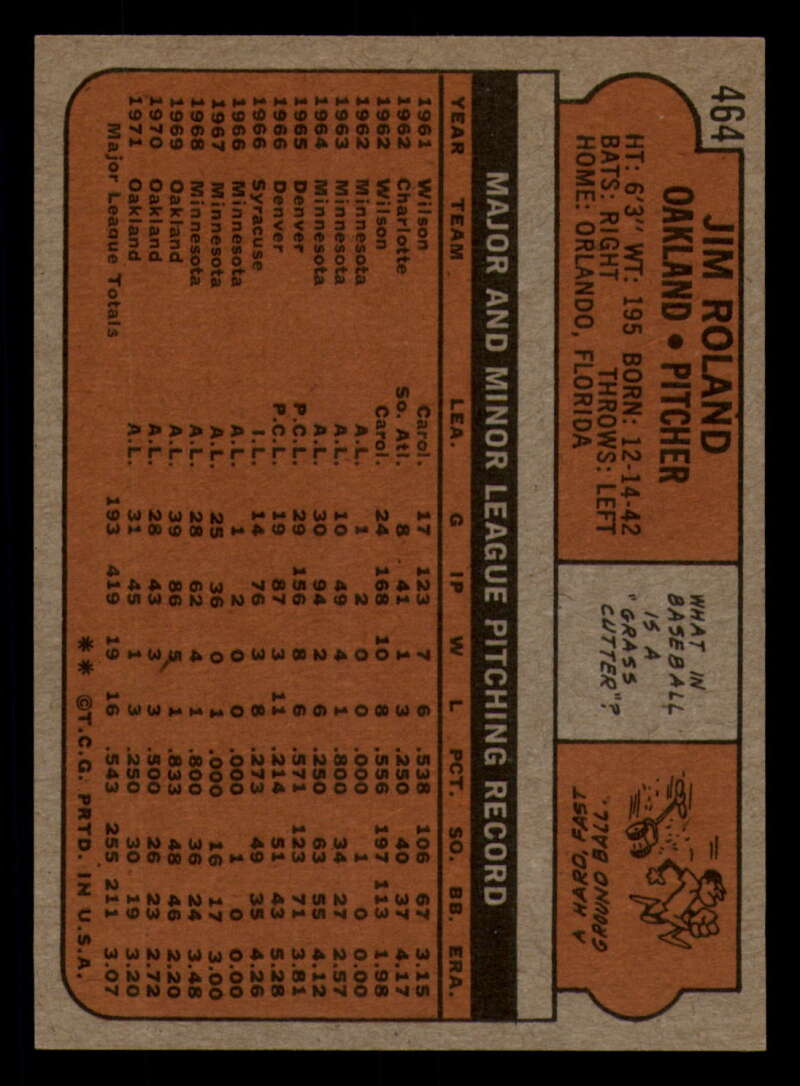 464
JIM ROLAND
OAKLAND • PITCHER
HT: 6'3" WT: 195 BORN: 12-14-42
BATS: RIGHT THROWS: LEFT
HOME: ORLANDO, FLORIDA
WHAT IN
BASEBALL
IS A
"GRASS
CUTTER"?
A HARD, FAST
GROUND BALL.
MAJOR AND MINOR LEAGUE PITCHING RECORD
YEAR TEAM LEA. G IP W L PCT. SO. BB. ERA.
1961 Wilson Carol. 17 123 7 6 .538 106 67 3.15
1962 Charlotte So. Atl. 8 41 1 3 .250 40 37 4.17
1962 Wilson Carol. 24 168 10 8 .556 197 113 1.98
1962 Minnesota A.L. 1 2 0 0 .000 1 0 0.00
1963 Minnesota A.L. 10 49 4 1 .800 34 27 2.57
1964 Minnesota A.L. 30 94 2 6 .250 63 55 4.12
1965 Denver P.C.L. 29 156 8 6 .571 123 71 3.81
1966 Denver P.C.L. 19 87 3 11 .214 51 43 5.28
1966 Syracuse I.L. 14 76 3 8 .273 49 35 4.26
1966 Minnesota A.L. 1 2 0 0 .000 1 0 0.00
1967 Minnesota A.L. 25 36 0 1 .000 16 17 3.00
1968 Minnesota A.L. 28 62 4 1 .800 36 24 3.48
1969 Oakland A.L. 39 86 5 1 .833 48 46 2.20
1970 Oakland A.L. 28 43 3 3 .500 26 23 2.72
1971 Oakland A.L. 31 45 1 3 .250 30 19 3.20
Major League Totals 193 419 19 16 .543 255 211 3.07
** ©T.C.G. PRTD. IN U.S.A.